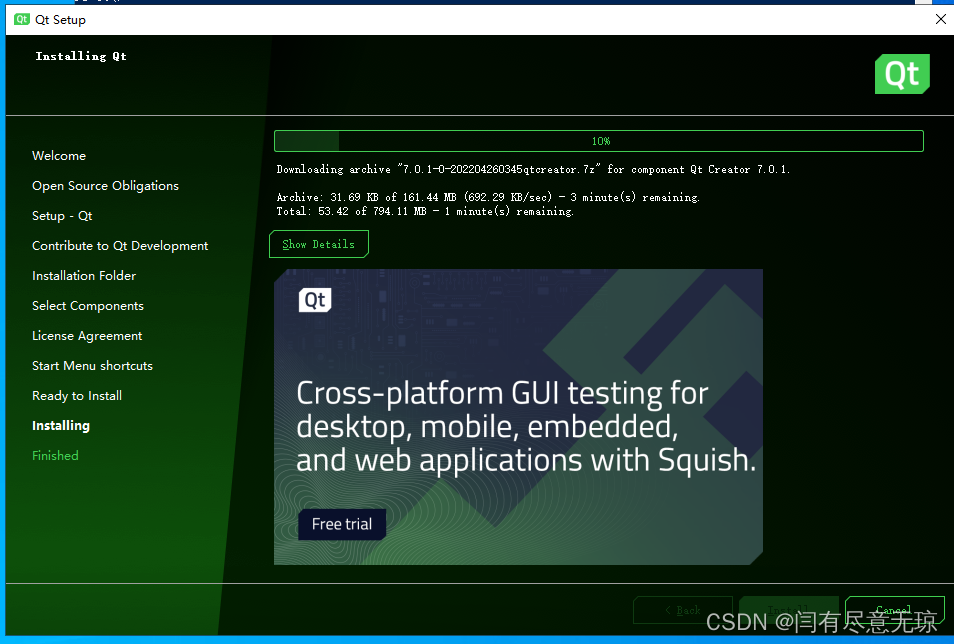 Qt Qt Setup
Installing Qt
Qt
Welcome
Open Source Obligations
Setup - Qt
Contribute to Qt Development
Installation Folder
Select Components
License Agreement
Start Menu shortcuts
Ready to Install
Installing
Finished
10%
Downloading archive "7.0.1-0-202204260345qtcreator.7z" for component Qt Creator 7.0.1.
Archive: 31.69 KB of 161.44 MB (692.29 KB/sec) - 3 minute(s) remaining.
Total: 53.42 of 794.11 MB - 1 minute(s) remaining.
Show Details
Qt
Cross-platform GUI testing for
desktop, mobile, embedded,
and web applications with Squish.
Free trial
< Back Install Cancel
CSDN @闫有尽意无琼